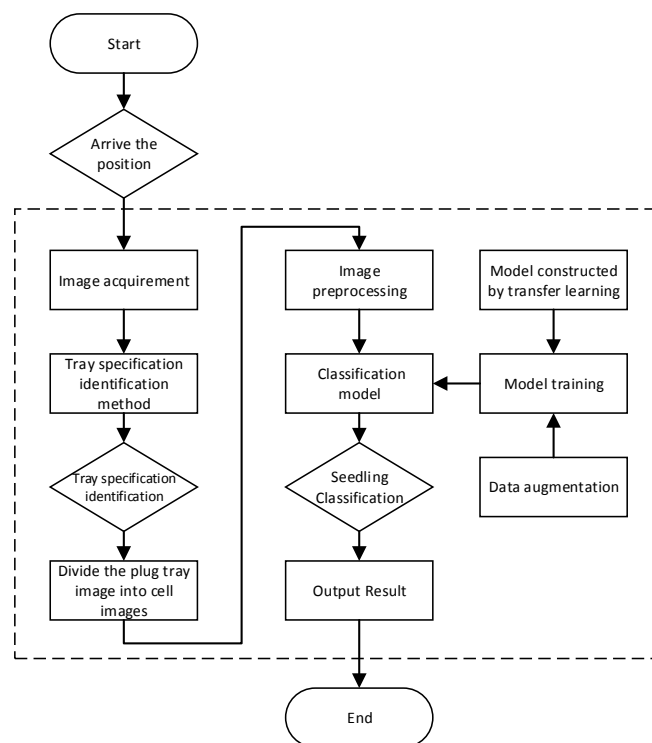 Start
Arrive the
position
Image acquirement
Tray specification
identification
method
Tray specification
identification
Divide the plug tray
image into cell
images
Image
preprocessing
Classification
model
Seedling
Classification
Output Result
End
Model constructed
by transfer learning
Model training
Data augmentation